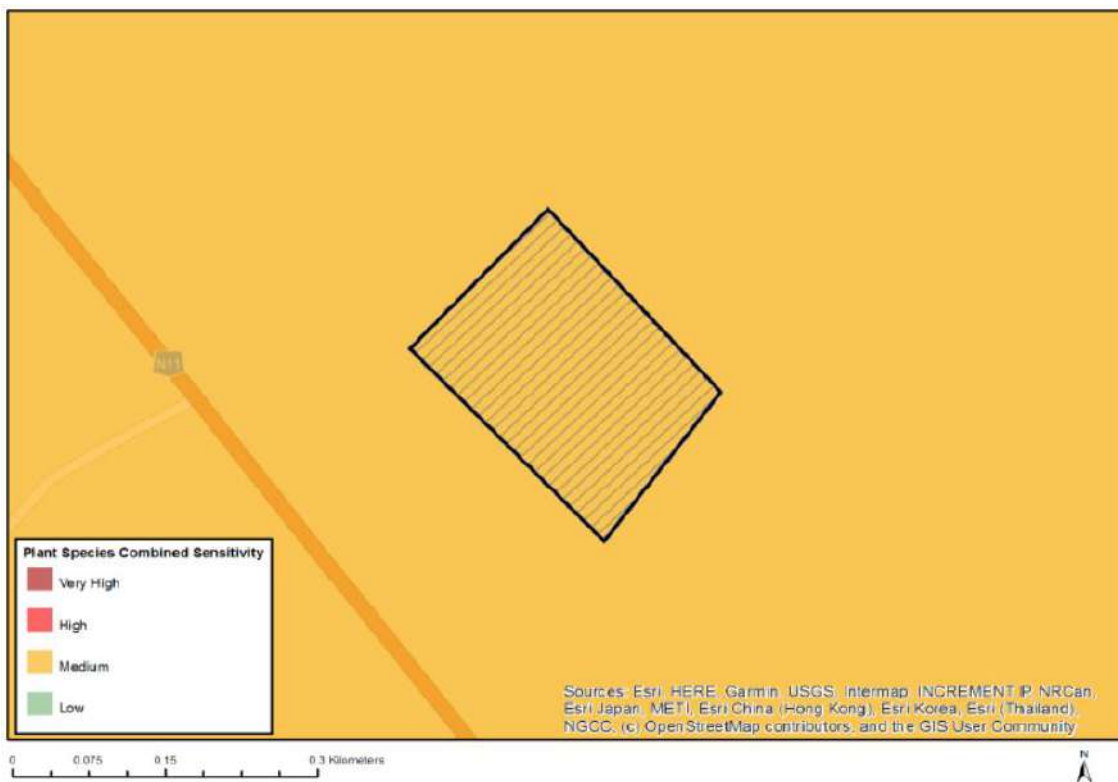 N11
Plant Species Combined Sensitivity
Very High
High
Medium
Low
Sources: Esri, HERE, Garmin, USGS, Intermap, INCREMENT P, NRCan,
Esri Japan, METI, Esri China (Hong Kong), Esri Korea, Esri (Thailand),
NGCC, (c) OpenStreetMap contributors, and the GIS User Community
0 0.075 0.15 0.3 Kilometers
N